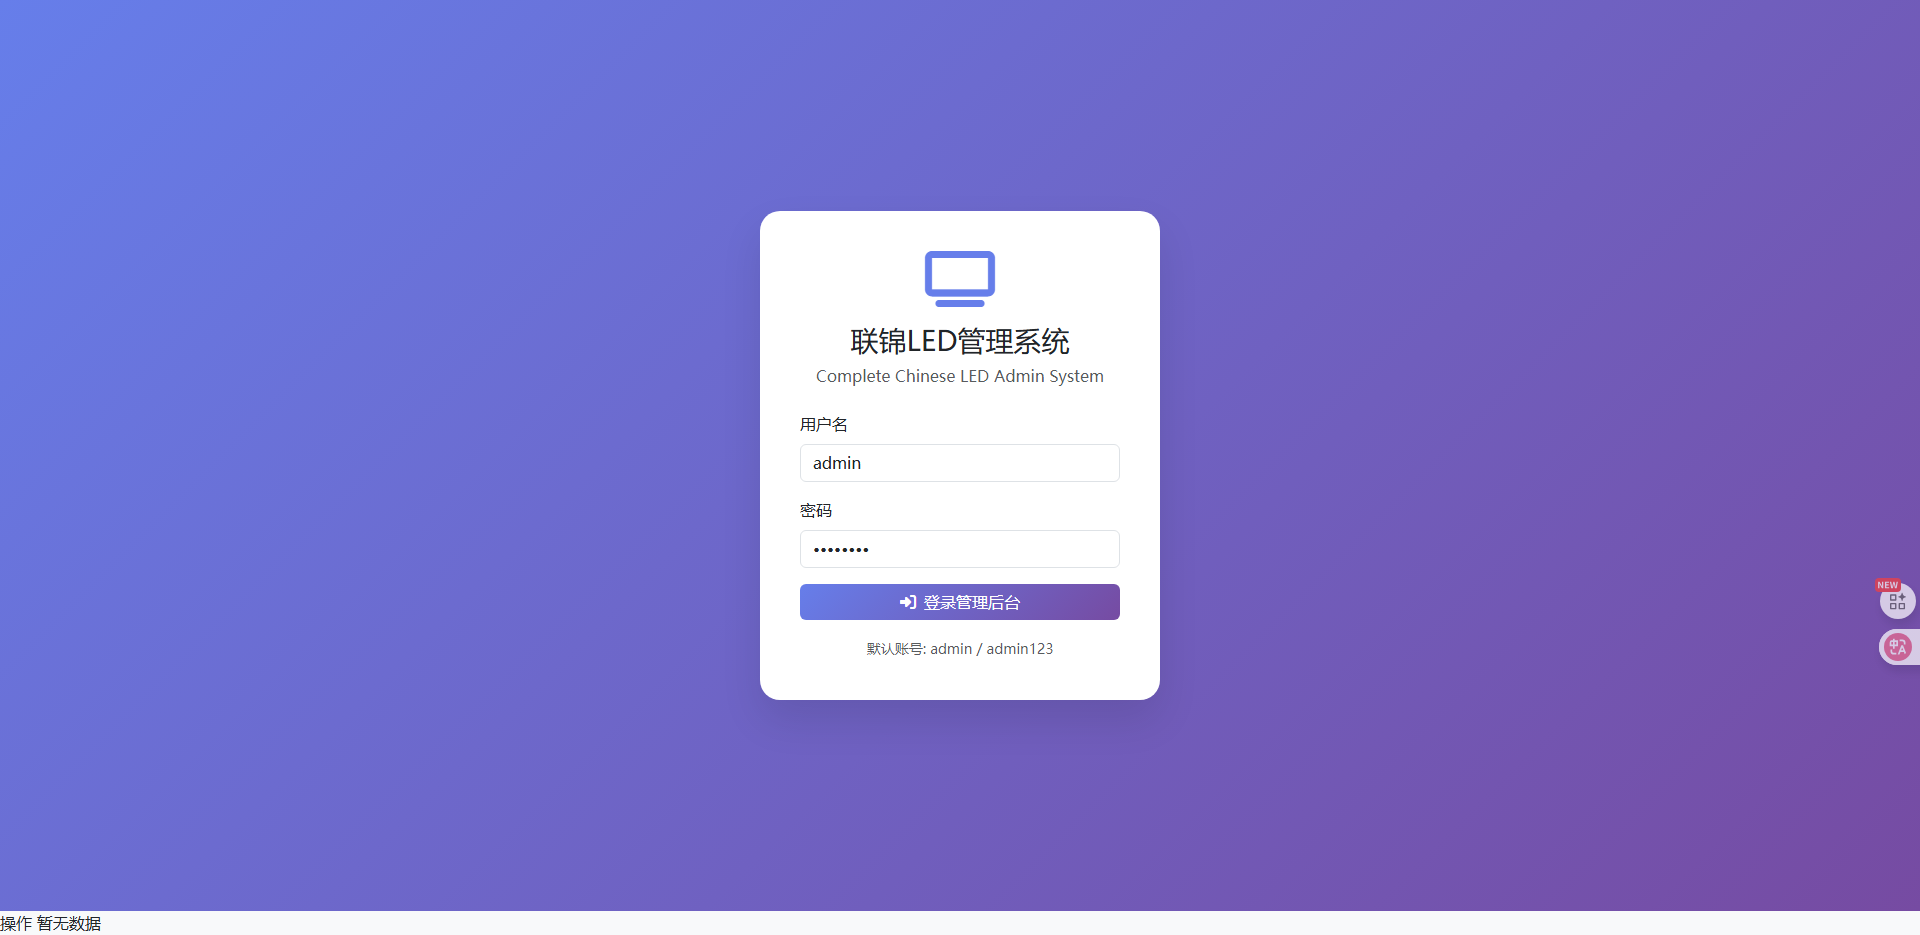 联锦LED管理系统
Complete Chinese LED Admin System
用户名
admin
密码
••••••••
登录管理后台
默认账号: admin / admin123
NEW
中A
操作 暂无数据